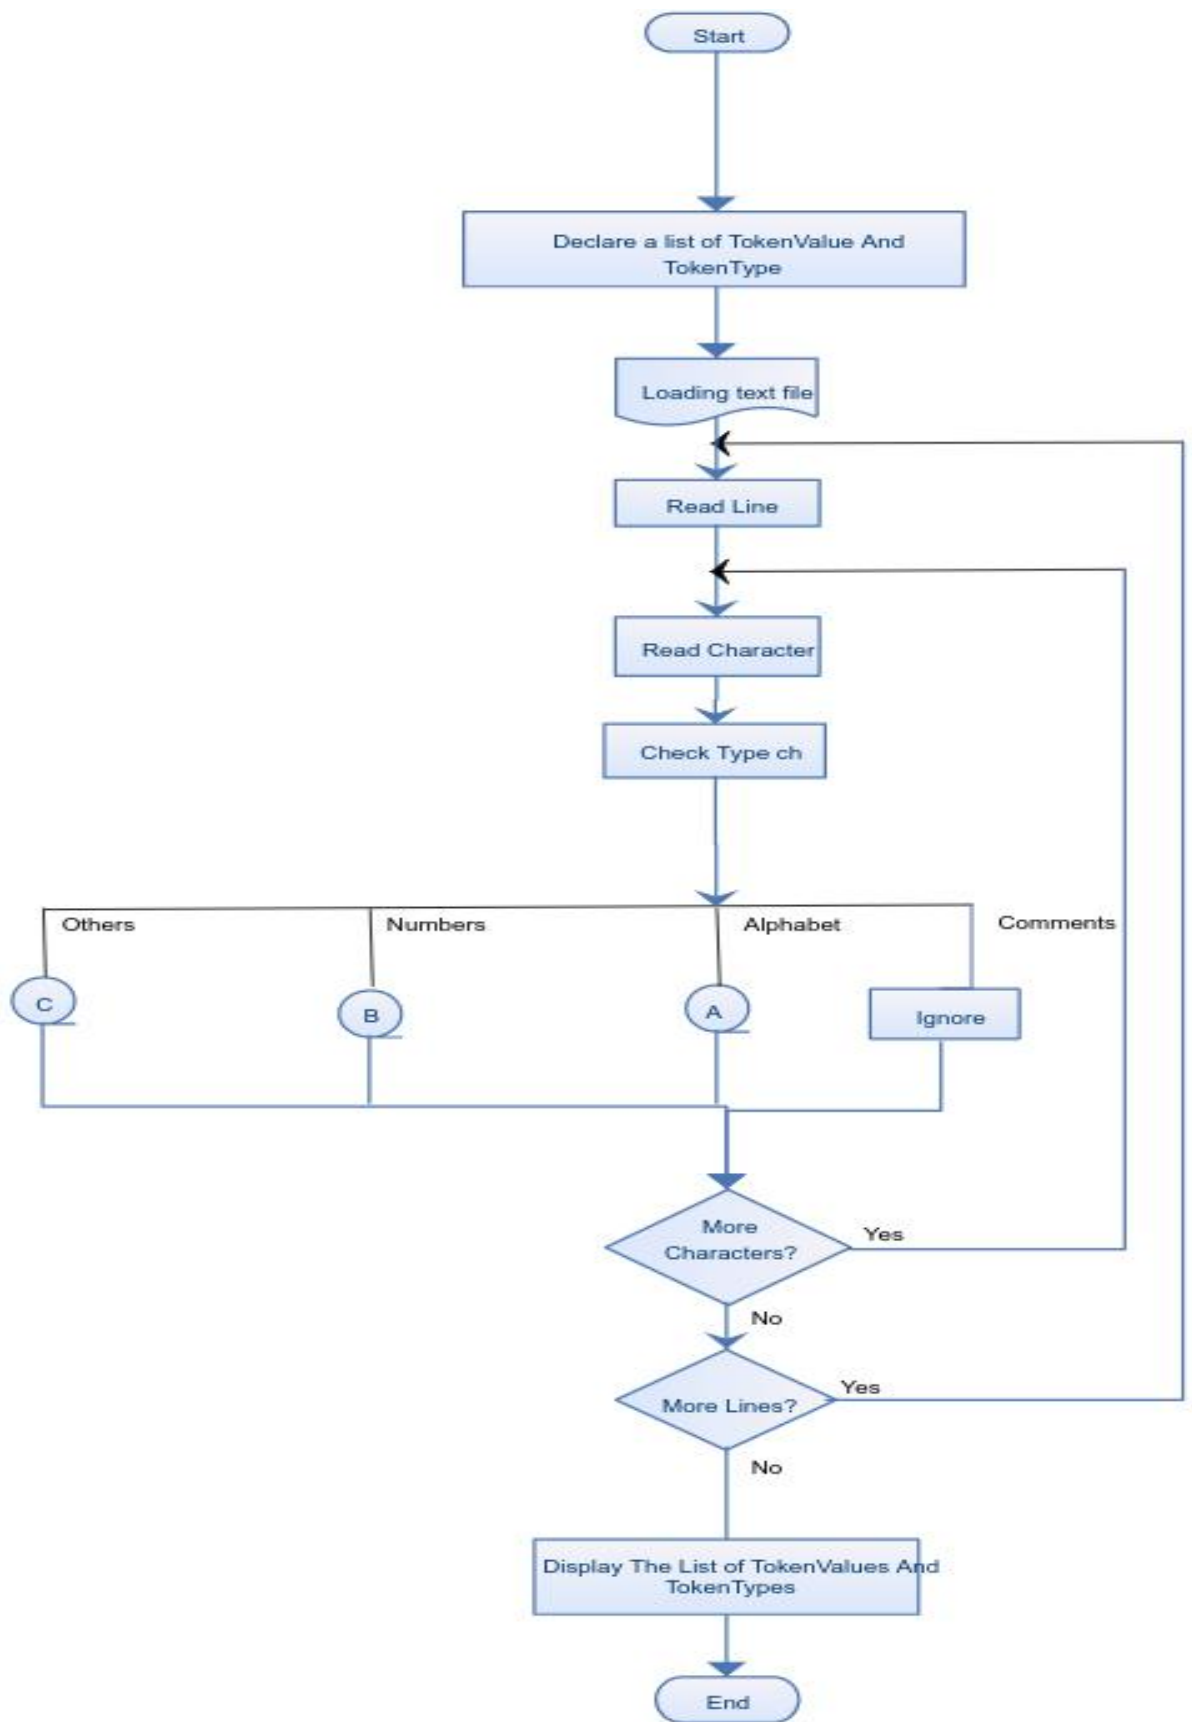 Start
Declare a list of TokenValue And
TokenType
Loading text file
Read Line
Read Character
Check Type ch
Others
Numbers
Alphabet
Comments
C
B
A
Ignore
More
Characters?
Yes
No
More Lines?
Yes
No
Display The List of TokenValues And
TokenTypes
End